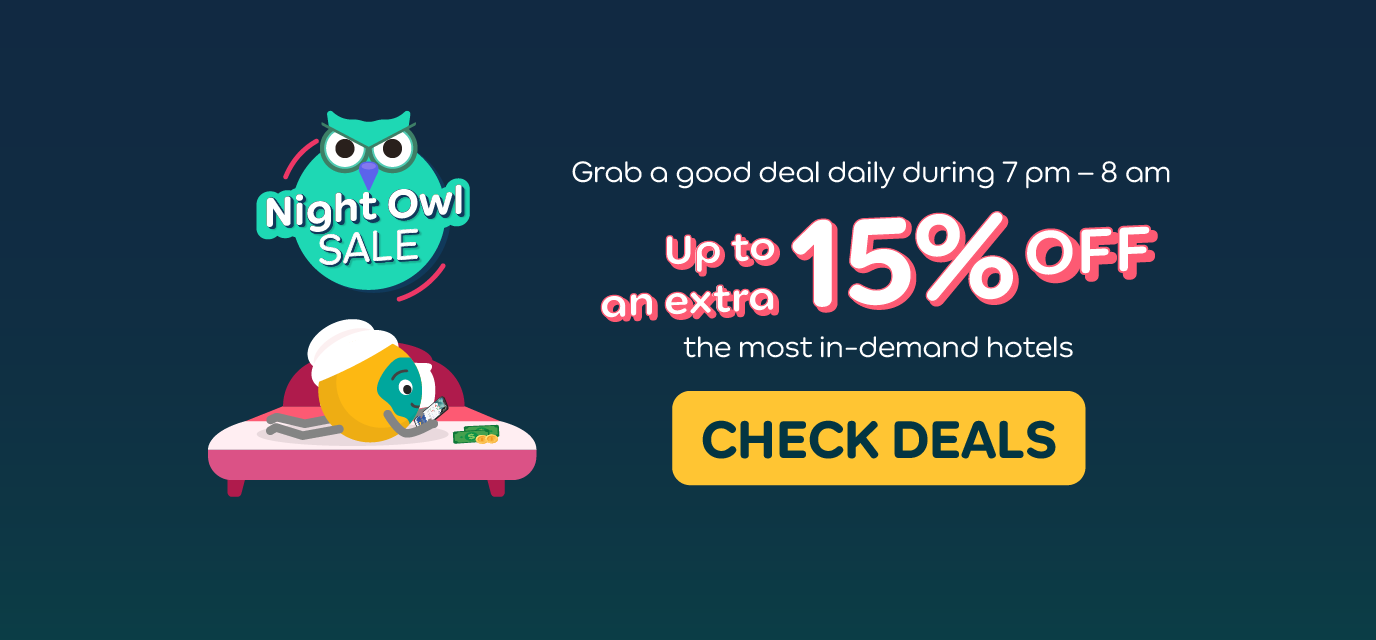 Night Owl
SALE
Grab a good deal daily during 7 pm – 8 am
Up to
an extra
15% OFF
the most in-demand hotels
CHECK DEALS